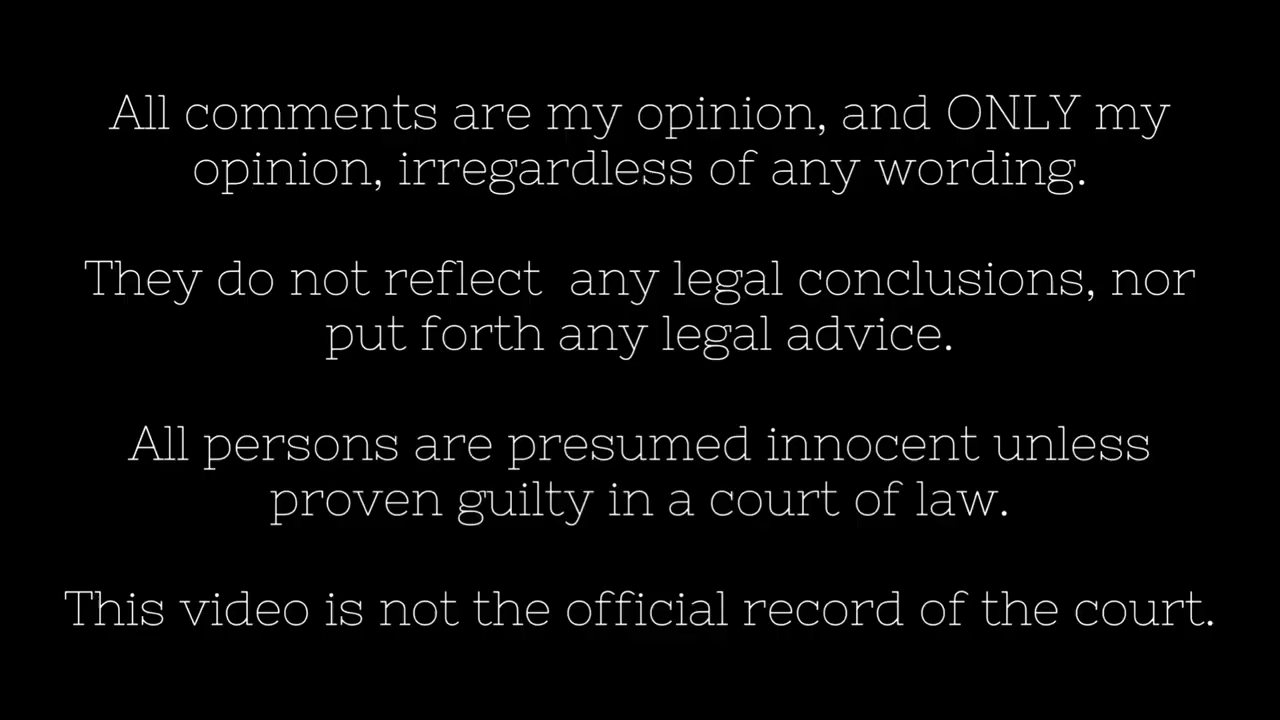 All comments are my opinion, and ONLY my
opinion, irregardless of any wording.
They do not reflect  any legal conclusions, nor
put forth any legal advice.
All persons are presumed innocent unless
proven guilty in a court of law.
This video is not the official record of the court.